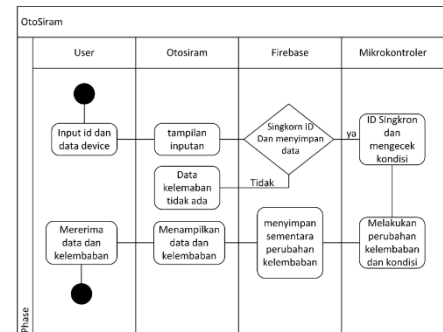 OtoSiram
User
Otosiram
Firebase
Mikrokontroler
Input id dan
data device
tampilan
inputan
Singkorn ID
Dan menyimpan
data
ya
ID SIngkron
dan
mengecek
kondisi
Data
kelemaban
tidak ada
Tidak
Mererima
data dan
kelembaban
Menampilkan
data dan
kelembaban
menyimpan
sementara
perubahan
kelembaban
Melakukan
perubahan
kelembaban
dan kondisi
Phase